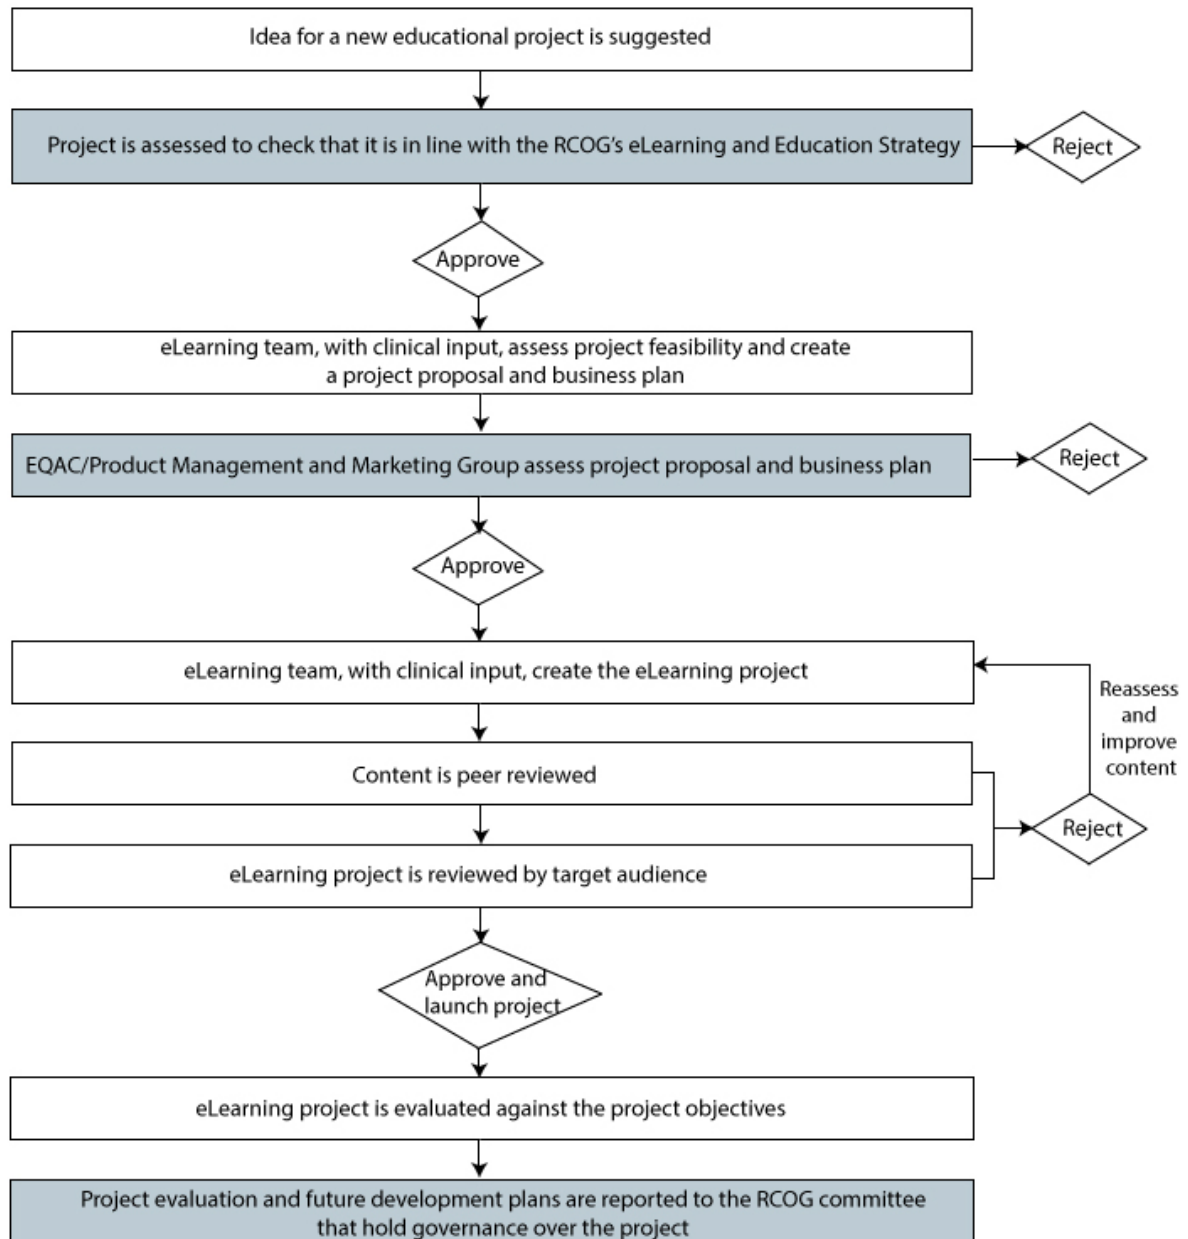 Idea for a new educational project is suggested
Project is assessed to check that it is in line with the RCOG's eLearning and Education Strategy
Reject
Approve
eLearning team, with clinical input, assess project feasibility and create
a project proposal and business plan
EQAC/Product Management and Marketing Group assess project proposal and business plan
Reject
Approve
eLearning team, with clinical input, create the eLearning project
Reassess
and
improve
content
Content is peer reviewed
Reject
eLearning project is reviewed by target audience
Approve and
launch project
eLearning project is evaluated against the project objectives
Project evaluation and future development plans are reported to the RCOG committee
that hold governance over the project